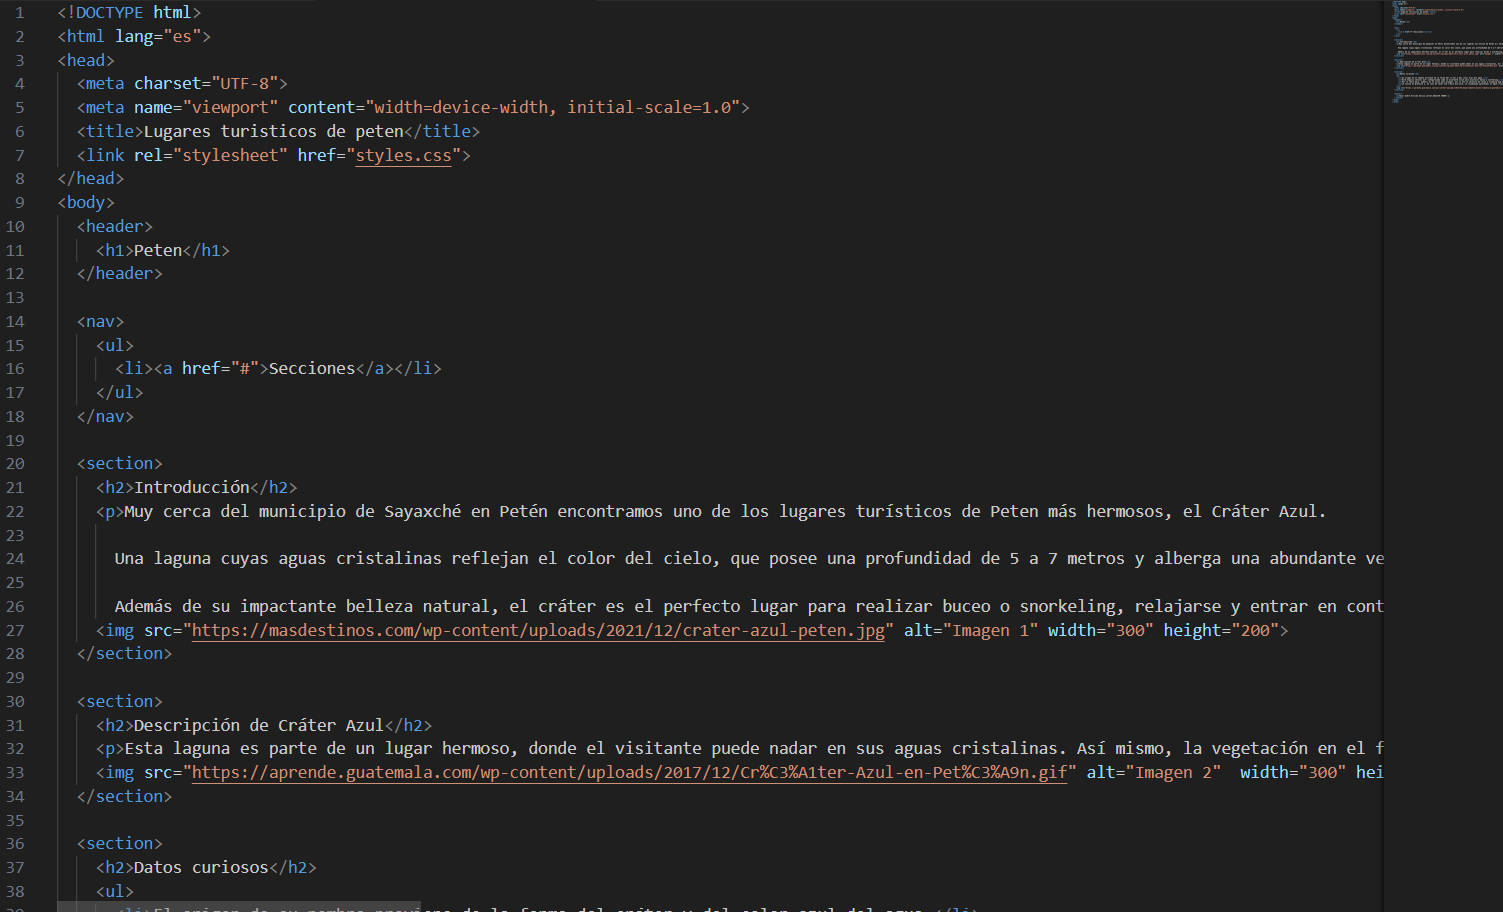 1 <!DOCTYPE html>
2 <html lang="es">
3 <head>
4 <meta charset="UTF-8">
5 <meta name="viewport" content="width=device-width, initial-scale=1.0">
6 <title>Lugares turisticos de peten</title>
7 <link rel="stylesheet" href="styles.css">
8 </head>
9 <body>
10 <header>
11 <h1>Peten</h1>
12 </header>
13
14 <nav>
15 <ul>
16 <li><a href="#">Secciones</a></li>
17 </ul>
18 </nav>
19
20 <section>
21 <h2>Introducción</h2>
22 <p>Muy cerca del municipio de Sayaxché en Petén encontramos uno de los lugares turísticos de Peten más hermosos, el Cráter Azul.
23
24 Una laguna cuyas aguas cristalinas reflejan el color del cielo, que posee una profundidad de 5 a 7 metros y alberga una abundante ve
25
26 Además de su impactante belleza natural, el cráter es el perfecto lugar para realizar buceo o snorkeling, relajarse y entrar en cont
27 <img src="https://masdestinos.com/wp-content/uploads/2021/12/crater-azul-peten.jpg" alt="Imagen 1" width="300" height="200">
28 </section>
29
30 <section>
31 <h2>Descripción de Cráter Azul</h2>
32 <p>Esta laguna es parte de un lugar hermoso, donde el visitante puede nadar en sus aguas cristalinas. Así mismo, la vegetación en el f
33 <img src="https://aprende.guatemala.com/wp-content/uploads/2017/12/Cr%C3%A1ter-Azul-en-Pet%C3%A9n.gif" alt="Imagen 2"  width="300" hei
34 </section>
35
36 <section>
37 <h2>Datos curiosos</h2>
38 <ul>